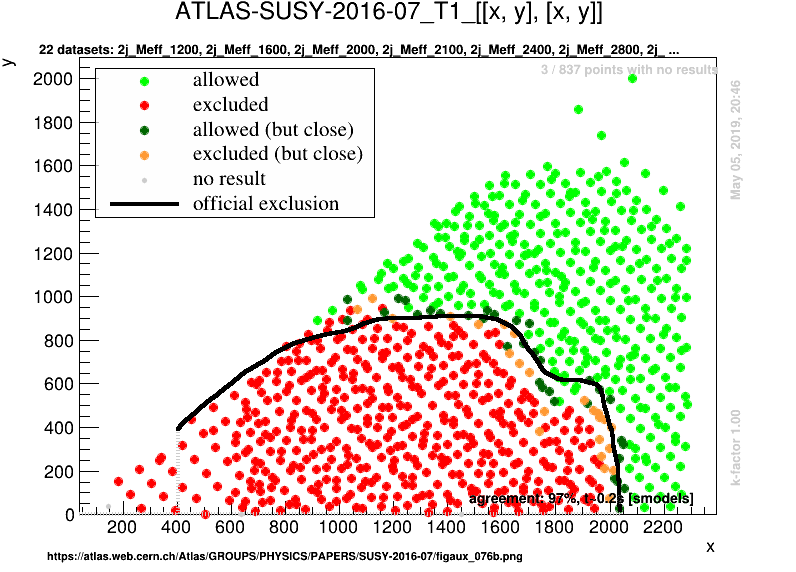 ATLAS-SUSY-2016-07_T1_[[x, y], [x, y]]
22 datasets: 2j_Meff_1200, 2j_Meff_1600, 2j_Meff_2000, 2j_Meff_2100, 2j_Meff_2400, 2j_Meff_2800, 2j_ ...
y
3 / 837 points with no results
allowed
excluded
allowed (but close)
excluded (but close)
no result
official exclusion
2000
1800
1600
1400
1200
1000
800
600
400
200
0
May 05, 2019, 20:46
k-factor 1.00
agreement: 97%, t~0.2s [smodels]
200 400 600 800 1000 1200 1400 1600 1800 2000 2200
x
https://atlas.web.cern.ch/Atlas/GROUPS/PHYSICS/PAPERS/SUSY-2016-07/figaux_076b.png